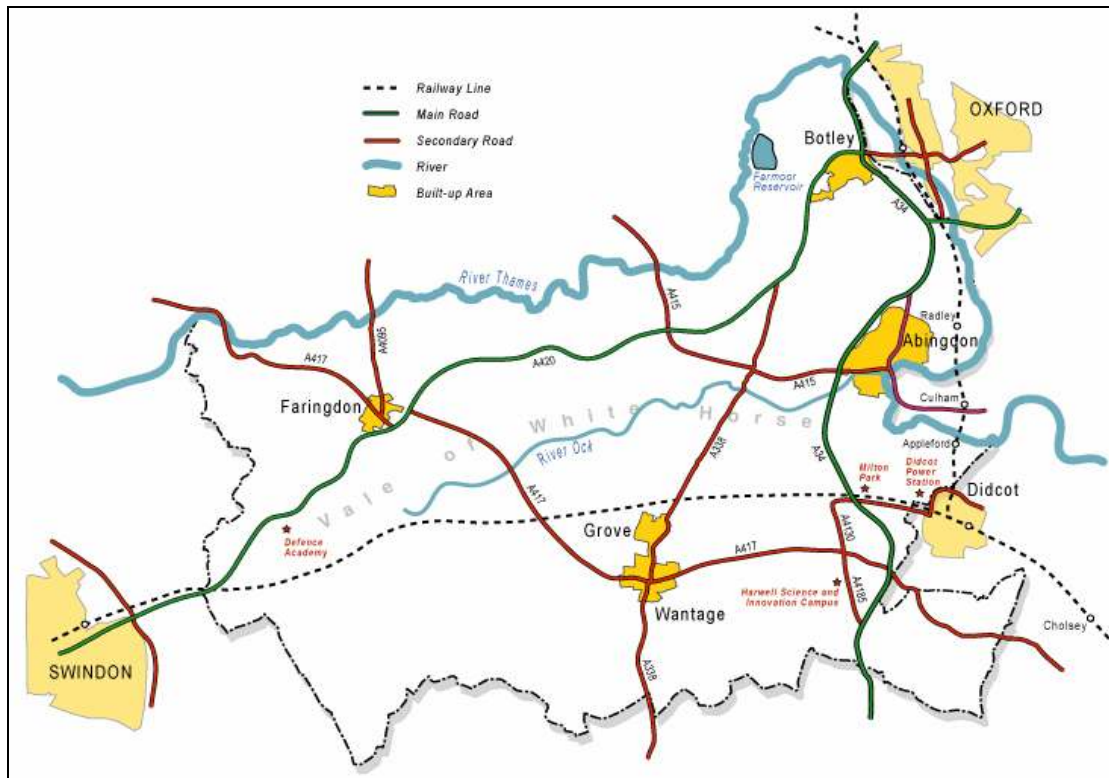 Railway Line
Main Road
Secondary Road
River
Built-up Area
OXFORD
Botley
Farmoor
Reservoir
A34
River Thames
A415
A4095
A417
A420
Radley
Abingdon
A415
Culham
Faringdon
Vale of White Horse
River Ock
A338
Appleford
A34
Milton
Park
Didcot
Power
Station
Didcot
A417
Defence
Academy
Grove
A4130
A417
Harwell Science and
Innovation Campus
A4185
Wantage
Cholsey
A338
SWINDON